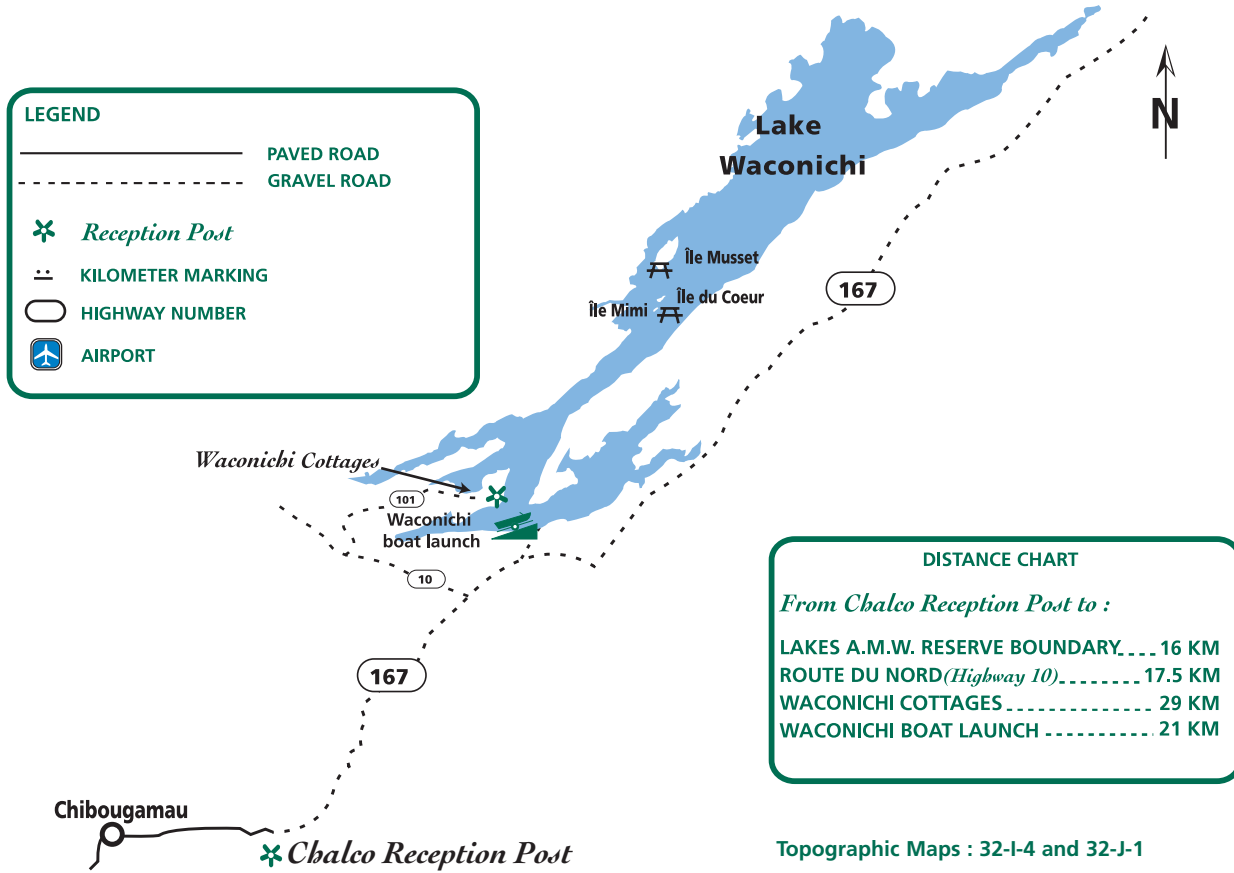 LEGEND
PAVED ROAD
GRAVEL ROAD
Reception Post
KILOMETER MARKING
HIGHWAY NUMBER
AIRPORT
N
Lake
Waconichi
Île Musset
Île du Coeur
Île Mimi
167
Waconichi Cottages
101
Waconichi
boat launch
10
167
Chibougamau
Chalco Reception Post
DISTANCE CHART
From Chalco Reception Post to :
LAKES A.M.W. RESERVE BOUNDARY 16 KM
ROUTE DU NORD (Highway 10) 17.5 KM
WACONICHI COTTAGES 29 KM
WACONICHI BOAT LAUNCH 21 KM
Topographic Maps : 32-I-4 and 32-J-1